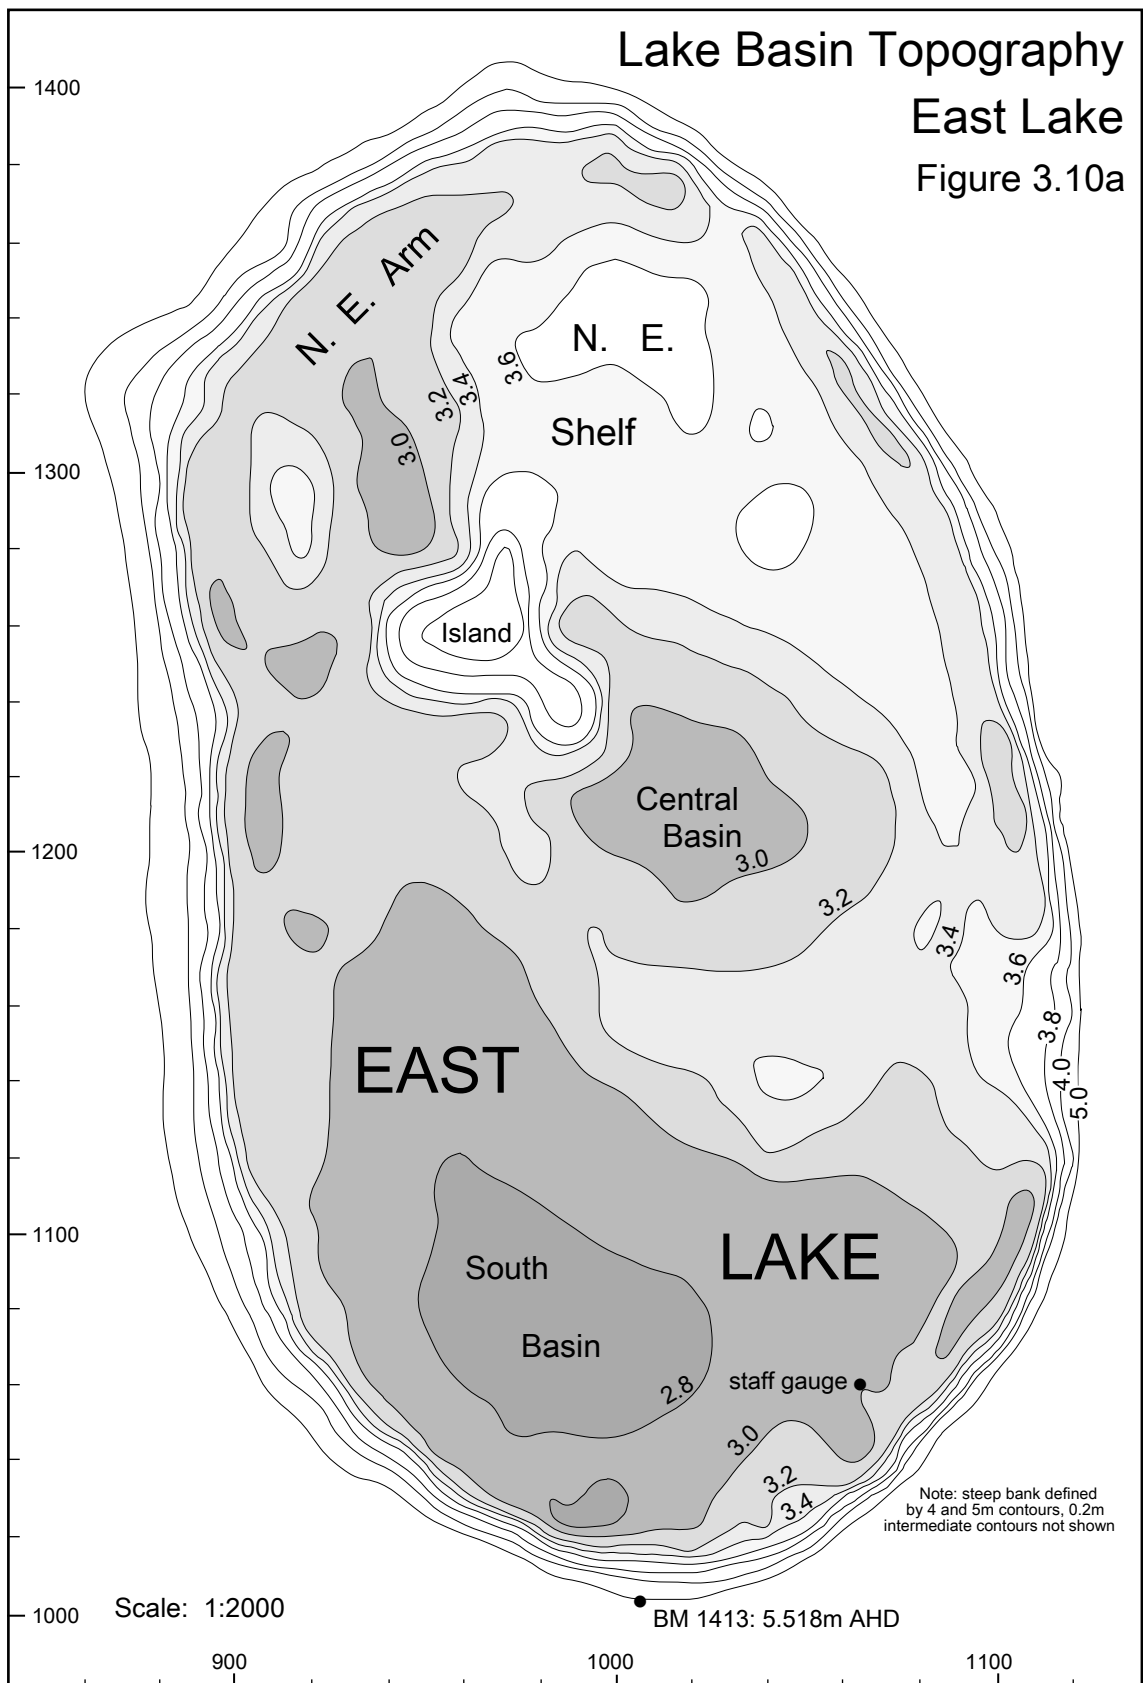 Lake Basin Topography
East Lake
Figure 3.10a
1400
1300
1200
1100
1000
900
1000
1100
N. E. Arm
N. E.
Shelf
3.6
3.4
3.2
3.0
Island
Central
Basin
3.0
3.2
3.4
3.6
3.8
4.0
5.0
EAST
LAKE
South
Basin
2.8
staff gauge
3.0
3.2
3.4
Note: steep bank defined
by 4 and 5m contours, 0.2m
intermediate contours not shown
Scale: 1:2000
BM 1413: 5.518m AHD